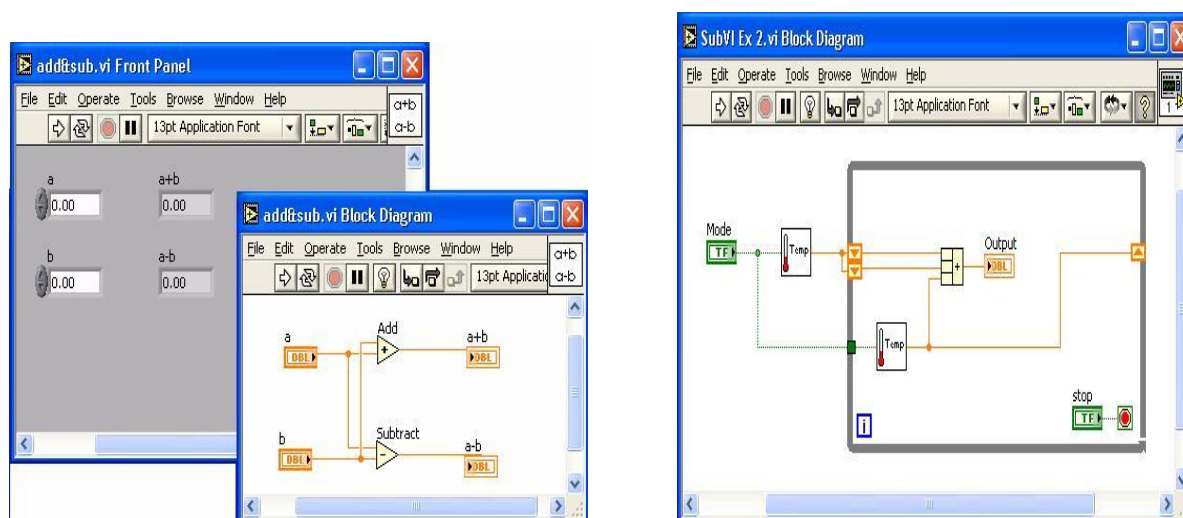 add&sub.vi Front Panel
File Edit Operate Tools Browse Window Help
13pt Application Font
a+b
a-b
a
0.00
a+b
0.00
b
0.00
a-b
0.00
add&sub.vi Block Diagram
File Edit Operate Tools Browse Window Help
13pt Applicatio
a+b
a-b
a
DBL
Add
+
a+b
DBL
b
DBL
Subtract
-
a-b
DBL
SubVI Ex 2.vi Block Diagram
File Edit Operate Tools Browse Window Help
13pt Application Font
?
1
Mode
TF
Temp
+
Output
DBL
Temp
i
stop
TF